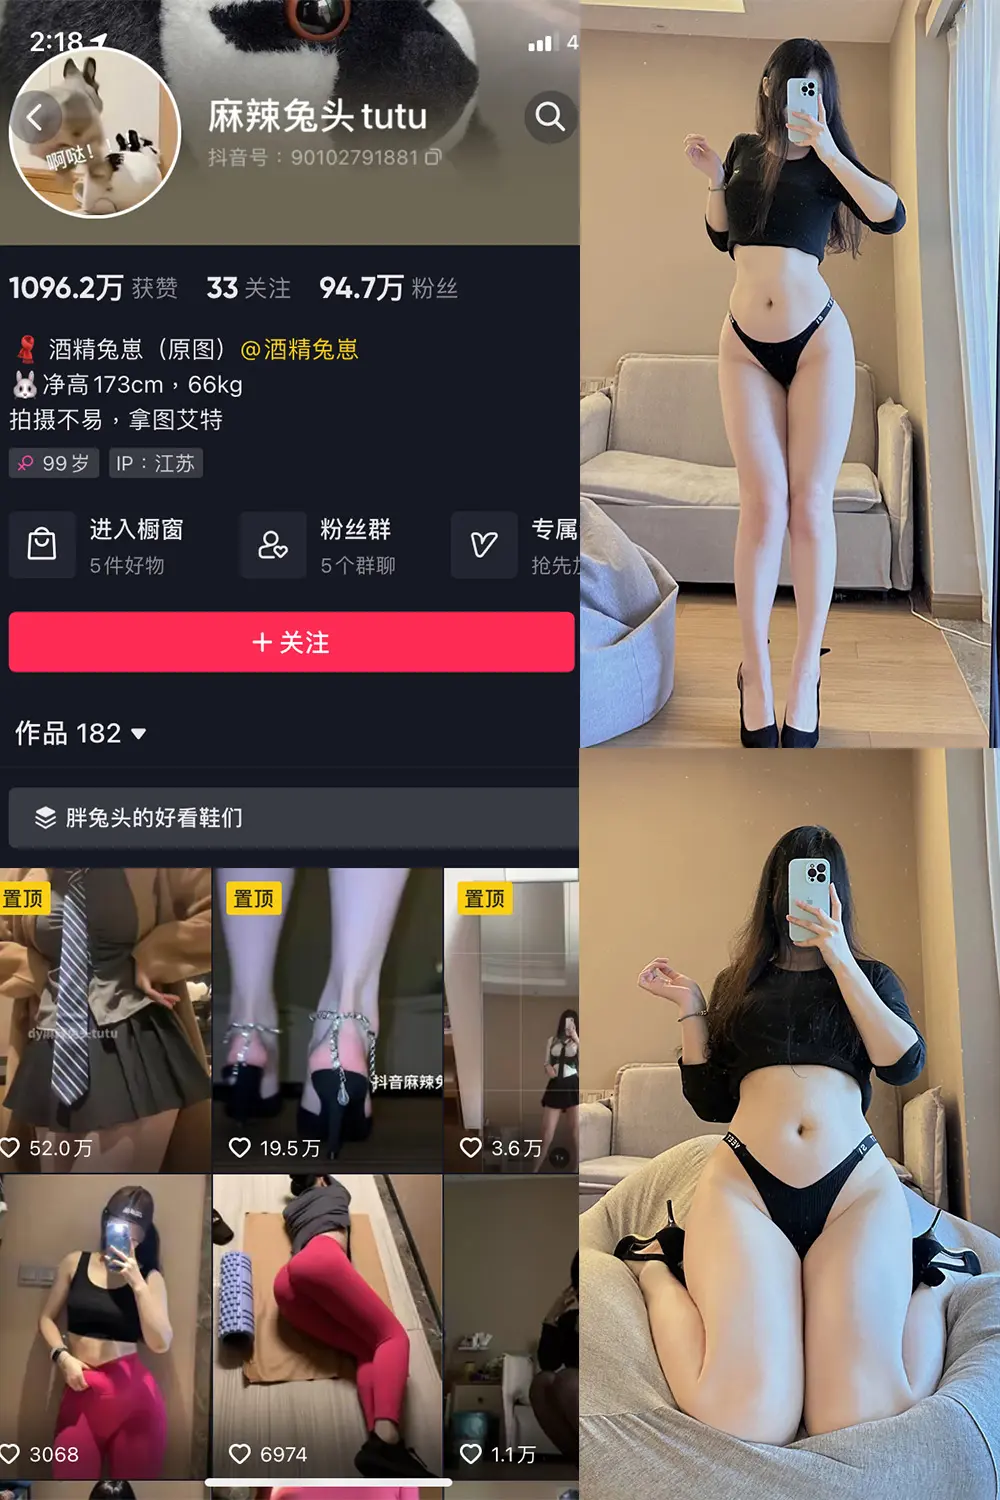 2:18
4
啊哒！！
麻辣兔头tutu
抖音号：90102791881
1096.2万 获赞 33 关注 94.7万 粉丝
酒精兔崽（原图）@酒精兔崽
净高173cm，66kg
拍摄不易，拿图艾特
99岁 IP：江苏
进入橱窗
5件好物
粉丝群
5个群聊
专属
抢先
+ 关注
作品 182
胖兔头的好看鞋们
置顶
置顶
置顶
tutu
抖音麻辣
52.0万
19.5万
3.6万
3068
6974
1.1万